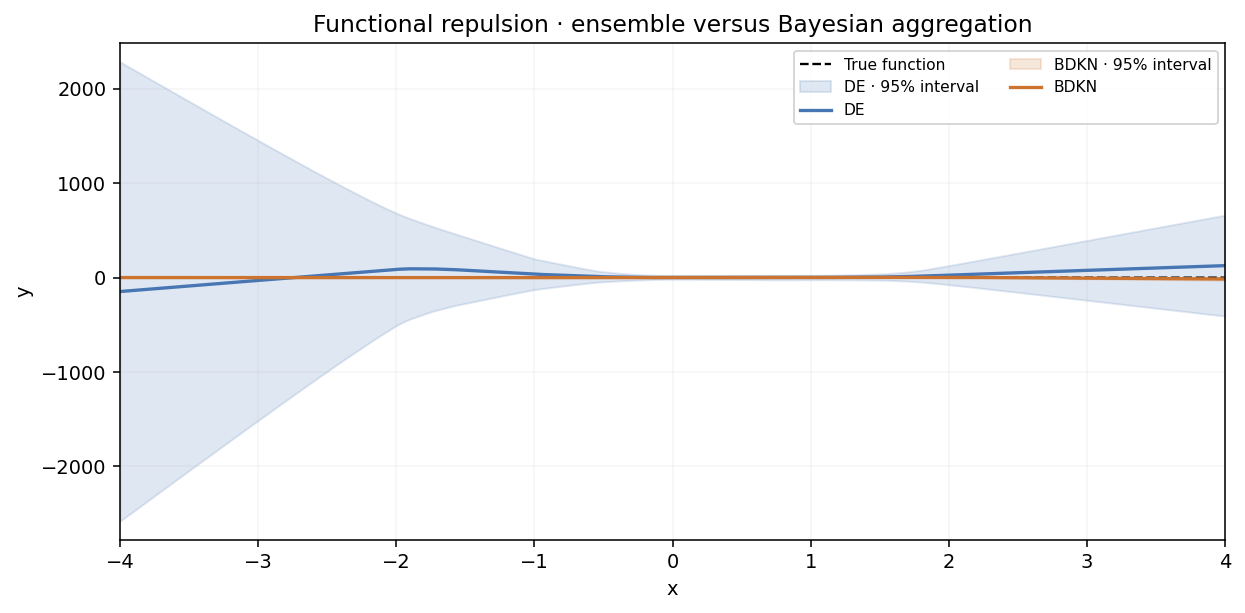 Functional repulsion · ensemble versus Bayesian aggregation
True function
DE · 95% interval
DE
BDKN · 95% interval
BDKN
y
2000
1000
0
−1000
−2000
−4 −3 −2 −1 0 1 2 3 4
x